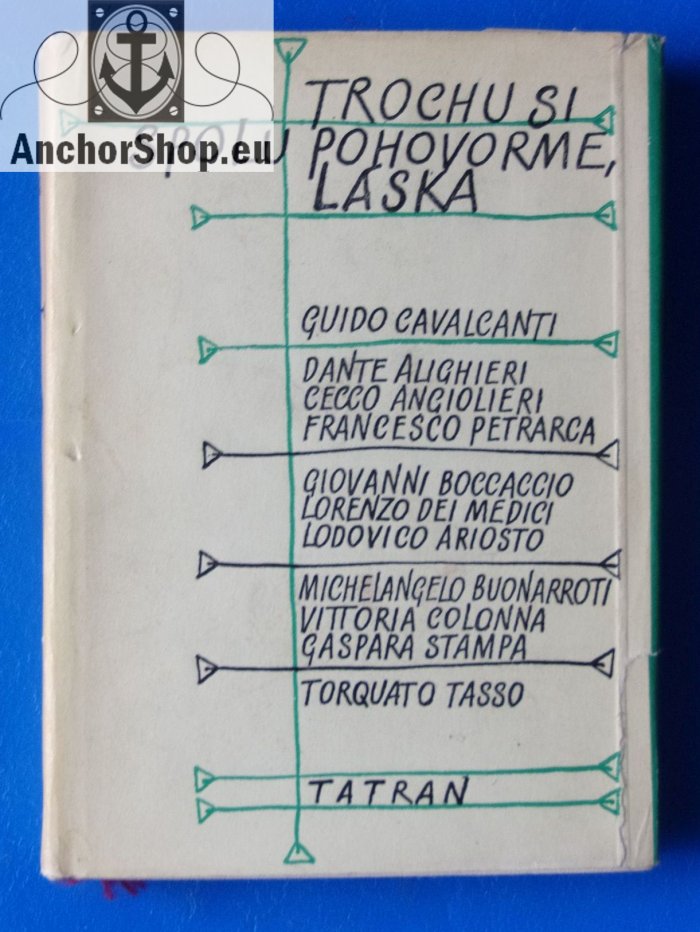 AnchorShop.eu
TROCHU SI
SPOLU POHOVORME,
LÁSKA
GUIDO CAVALCANTI
DANTE ALIGHIERI
CECCO ANGIOLIERI
FRANCESCO PETRARCA
GIOVANNI BOCCACCIO
LORENZO DEI MEDICI
LODOVICO ARIOSTO
MICHELANGELO BUONARROTI
VITTORIA COLONNA
GASPARA STAMPA
TORQUATO TASSO
TATRAN